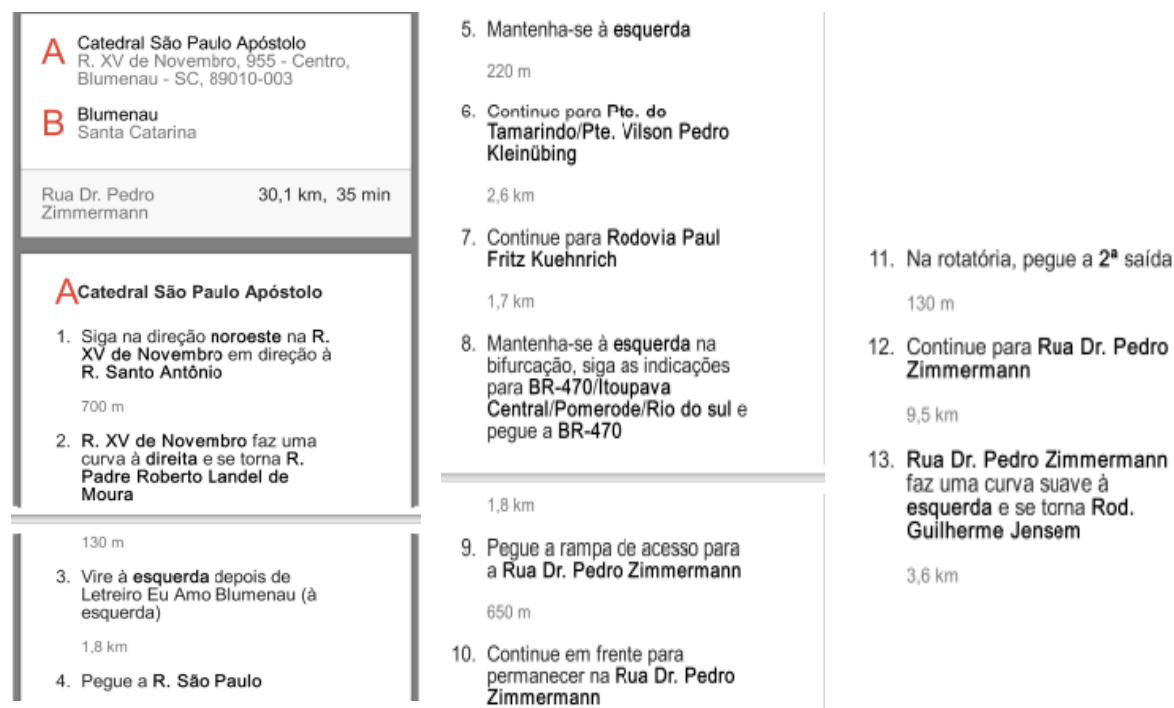 A
Catedral São Paulo Apóstolo
R. XV de Novembro, 955 - Centro,
Blumenau - SC, 89010-003
B
Blumenau
Santa Catarina
Rua Dr. Pedro
Zimmermann
30,1 km, 35 min
A Catedral São Paulo Apóstolo
1. Siga na direção noroeste na R.
XV de Novembro em direção à
R. Santo Antônio
700 m
2. R. XV de Novembro faz uma
curva à direita e se torna R.
Padre Roberto Landel de
Moura
130 m
3. Vire à esquerda depois de
Letreiro Eu Amo Blumenau (à
esquerda)
1,8 km
4. Pegue a R. São Paulo
5. Mantenha-se à esquerda
220 m
6. Continue para Pte. do
Tamarindo/Pte. Vilson Pedro
Kleinübing
2,6 km
7. Continue para Rodovia Paul
Fritz Kuehnrich
1,7 km
8. Mantenha-se à esquerda na
bifurcação, siga as indicações
para BR-470/Itoupava
Central/Pomerode/Rio do sul e
pegue a BR-470
1,8 km
9. Pegue a rampa de acesso para
a Rua Dr. Pedro Zimmermann
650 m
10. Continue em frente para
permanecer na Rua Dr. Pedro
Zimmermann
11. Na rotatória, pegue a 2ª saída
130 m
12. Continue para Rua Dr. Pedro
Zimmermann
9,5 km
13. Rua Dr. Pedro Zimmermann
faz uma curva suave à
esquerda e se torna Rod.
Guilherme Jensem
3,6 km